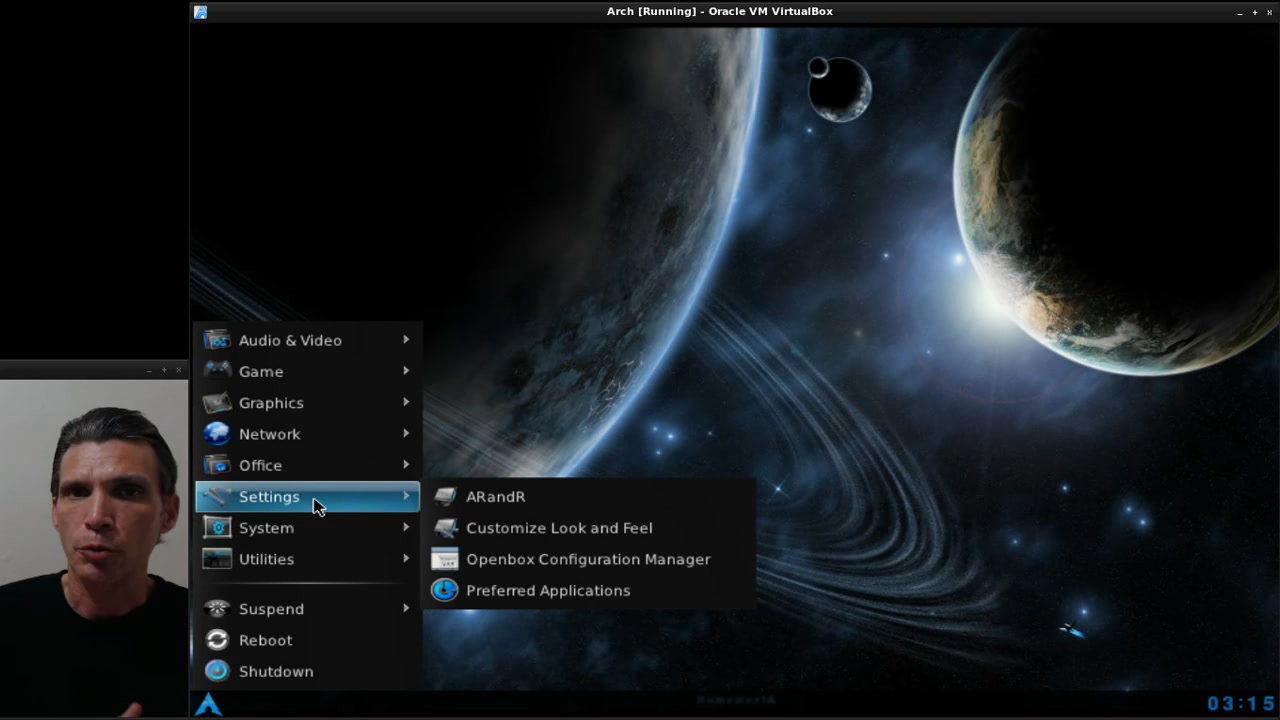 Arch [Running] - Oracle VM VirtualBox
Audio & Video
Game
Graphics
Network
Office
Settings
System
Utilities
Suspend
Reboot
Shutdown
ARandR
Customize Look and Feel
Openbox Configuration Manager
Preferred Applications
03:15